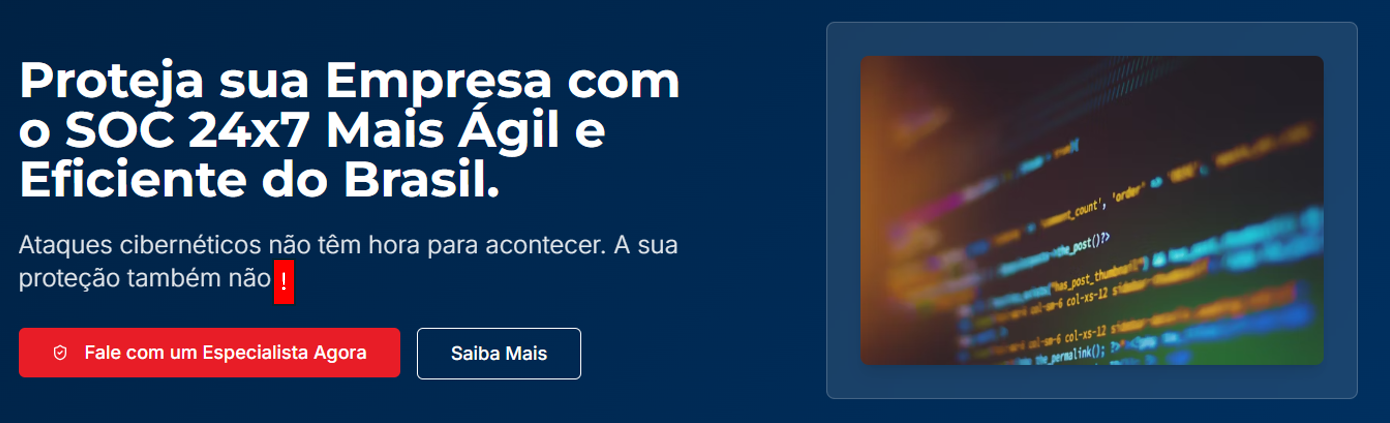 Proteja sua Empresa com
o SOC 24x7 Mais Ágil e
Eficiente do Brasil.
Ataques cibernéticos não têm hora para acontecer. A sua
proteção também não !
Fale com um Especialista Agora
Saiba Mais
'order' =>
the_post()?>
"has_post_thumbnail"
col-sm-6 col-xs-12
col-sm-6 col-xs-12
the_permalink(); ?>